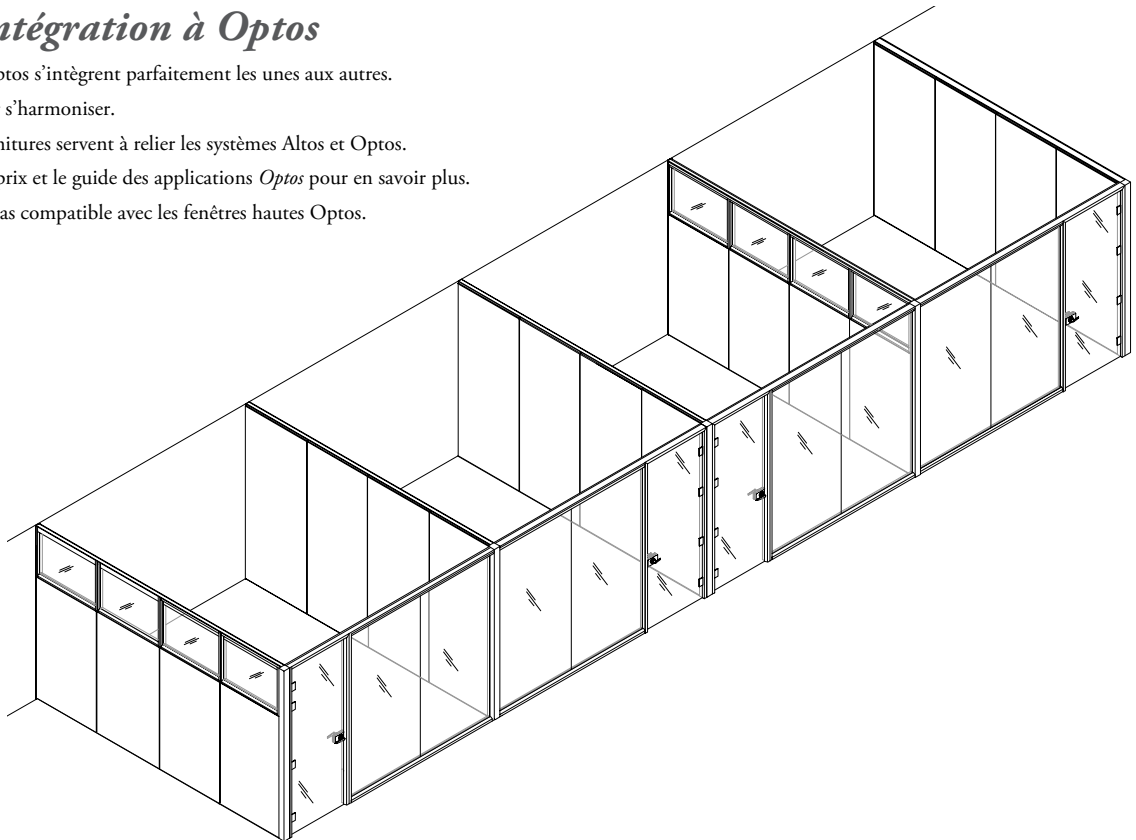 ntégration à Optos
ptos s’intègrent parfaitement les unes aux autres.
s’harmoniser.
nitures servent à relier les systèmes Altos et Optos.
prix et le guide des applications Optos pour en savoir plus.
as compatible avec les fenêtres hautes Optos.